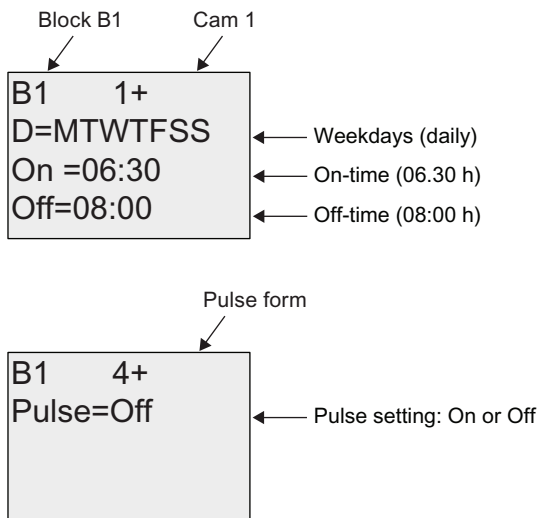 Block B1 Cam 1
B1 1+
D=MTWTFSS Weekdays (daily)
On =06:30 On-time (06.30 h)
Off=08:00 Off-time (08:00 h)
Pulse form
B1 4+
Pulse=Off Pulse setting: On or Off